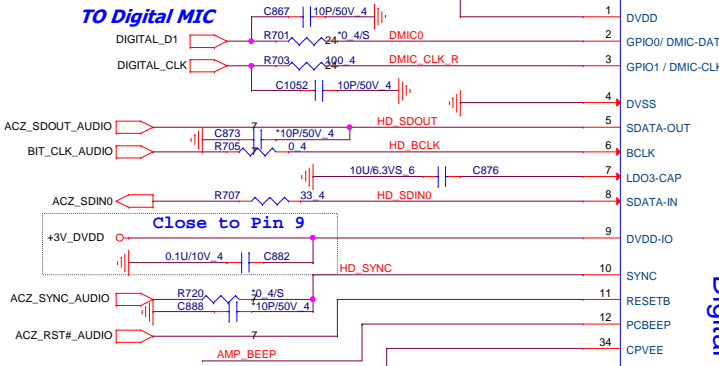 TO Digital MIC
C867 10P/50V_4
1 DVDD
DIGITAL_D1 R701 24 *0_4/S DMIC0 2 GPIO0/ DMIC-DAT
DIGITAL_CLK R703 24 100_4 DMIC_CLK_R 3 GPIO1 / DMIC-CLK
C1052 10P/50V_4
4 DVSS
ACZ_SDOUT_AUDIO 7 HD_SDOUT 5 SDATA-OUT
C873 *10P/50V_4
BIT_CLK_AUDIO R705 7 0_4 HD_BCLK 6 BCLK
10U/6.3VS_6 C876 7 LDO3-CAP
ACZ_SDIN0 R707 33_4 HD_SDIN0 8 SDATA-IN
Close to Pin 9
+3V_DVDD 9 DVDD-IO
0.1U/10V_4 C882
HD_SYNC 10 SYNC
ACZ_SYNC_AUDIO R720 7 *0_4/S
C888 *10P/50V_4
11 RESETB
ACZ_RST#_AUDIO 7
12 PCBEEP
AMP_BEEP
34 CPVEE
Digital